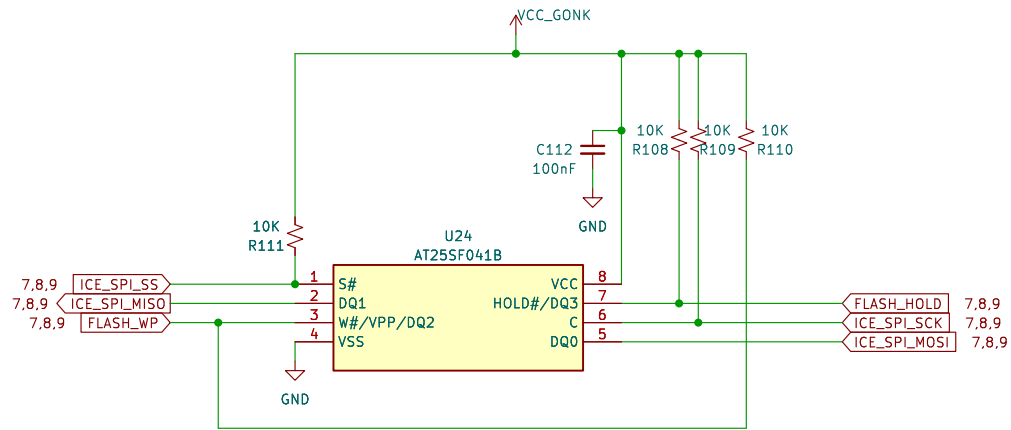 VCC_GONK
10K
R108
10K
R109
10K
R110
C112
100nF
GND
10K
R111
U24
AT25SF041B
7,8,9 ICE_SPI_SS 1 S# VCC 8
7,8,9 ICE_SPI_MISO 2 DQ1 HOLD#/DQ3 7 FLASH_HOLD 7,8,9
7,8,9 FLASH_WP 3 W#/VPP/DQ2 C 6 ICE_SPI_SCK 7,8,9
4 VSS DQ0 5 ICE_SPI_MOSI 7,8,9
GND